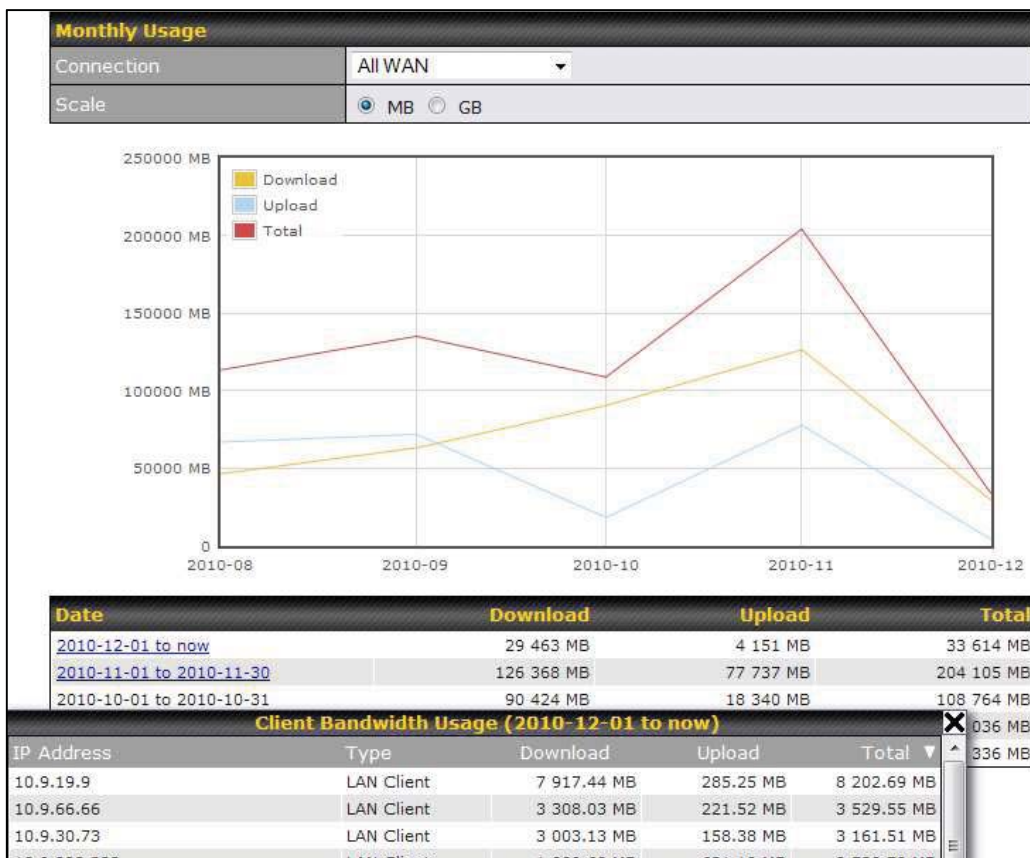 Monthly Usage
Connection All WAN
Scale MB GB
250000 MB
200000 MB
150000 MB
100000 MB
50000 MB
0
Download
Upload
Total
2010-08 2010-09 2010-10 2010-11 2010-12
Date Download Upload Total
2010-12-01 to now 29 463 MB 4 151 MB 33 614 MB
2010-11-01 to 2010-11-30 126 368 MB 77 737 MB 204 105 MB
2010-10-01 to 2010-10-31 90 424 MB 18 340 MB 108 764 MB
036 MB
336 MB
Client Bandwidth Usage (2010-12-01 to now)
IP Address Type Download Upload Total ▼
10.9.19.9 LAN Client 7 917.44 MB 285.25 MB 8 202.69 MB
10.9.66.66 LAN Client 3 308.03 MB 221.52 MB 3 529.55 MB
10.9.30.73 LAN Client 3 003.13 MB 158.38 MB 3 161.51 MB